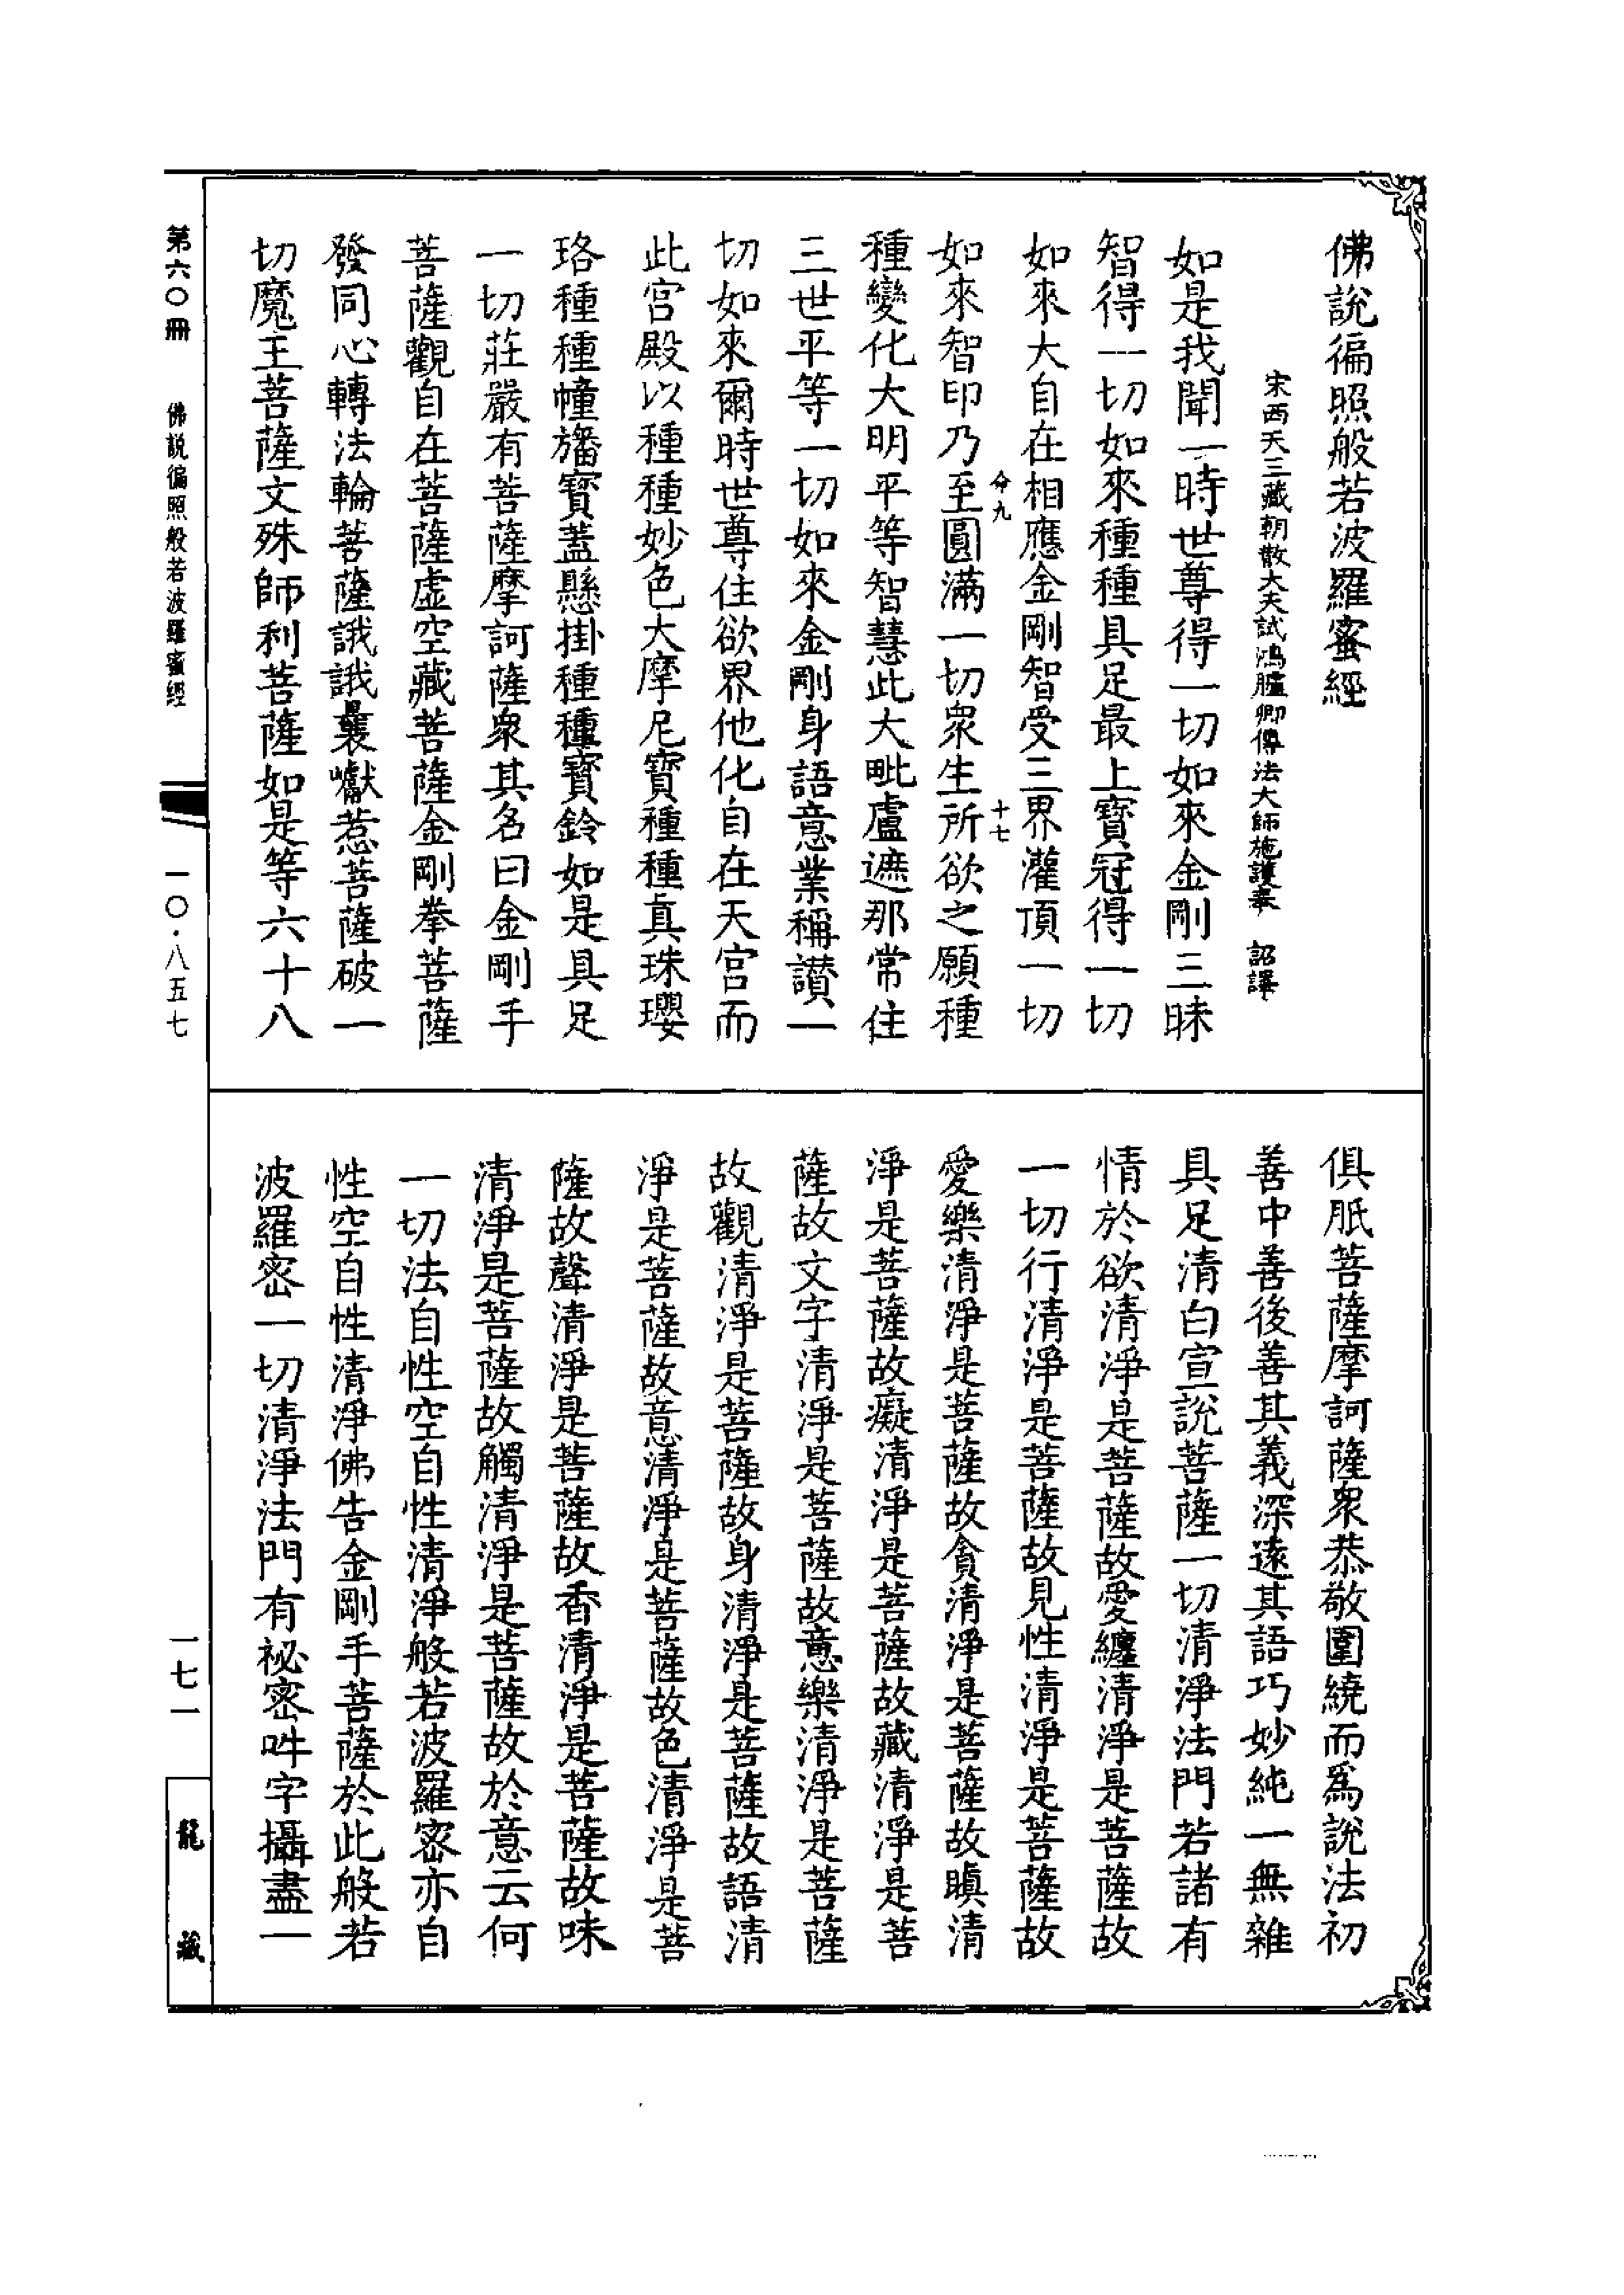 佛說徧照般若波羅蜜經
宋西天三藏朝散大夫試鴻臚卿傳法大師施護奉 詔譯
如是我聞一時世尊得一切如來金剛三昧
智得一切如來種種具足最上寶冠得一切
如來大自在相應金剛智受三界灌頂一切
分九 十七
如來智印乃至圓滿一切衆生所欲之願種
種變化大明平等智慧此大毗盧遮那常住
三世平等一切如來金剛身語意業稱讚一
切如來爾時世尊住欲界他化自在天宮而
此宮殿以種種妙色大摩尼寶種種真珠瓔
珞種種幢旛寶蓋懸掛種種寶鈴如是具足
一切莊嚴有菩薩摩訶薩衆其名曰金剛手
菩薩觀自在菩薩虛空藏菩薩金剛拳菩薩
發同心轉法輪菩薩誐誐曩巘惹菩薩破一
切魔王菩薩文殊師利菩薩如是等六十八
俱胝菩薩摩訶薩衆恭敬圍繞而爲說法初
善中善後善其義深遠其語巧妙純一無雜
具足清白宣說菩薩一切清淨法門若諸有
情於欲清淨是菩薩故愛纏清淨是菩薩故
一切行清淨是菩薩故見性清淨是菩薩故
愛樂清淨是菩薩故貪清淨是菩薩故瞋清
淨是菩薩故癡清淨是菩薩故藏清淨是菩
薩故文字清淨是菩薩故意樂清淨是菩薩
故觀清淨是菩薩故身清淨是菩薩故語清
淨是菩薩故意清淨是菩薩故色清淨是菩
薩故聲清淨是菩薩故香清淨是菩薩故味
清淨是菩薩故觸清淨是菩薩故於意云何
一切法自性空自性清淨般若波羅密亦自
性空自性清淨佛告金剛手菩薩於此般若
波羅密一切清淨法門有祕密吽字攝盡一
第六〇冊 佛說徧照般若波羅蜜經 一〇·八五七 一七一 龍藏